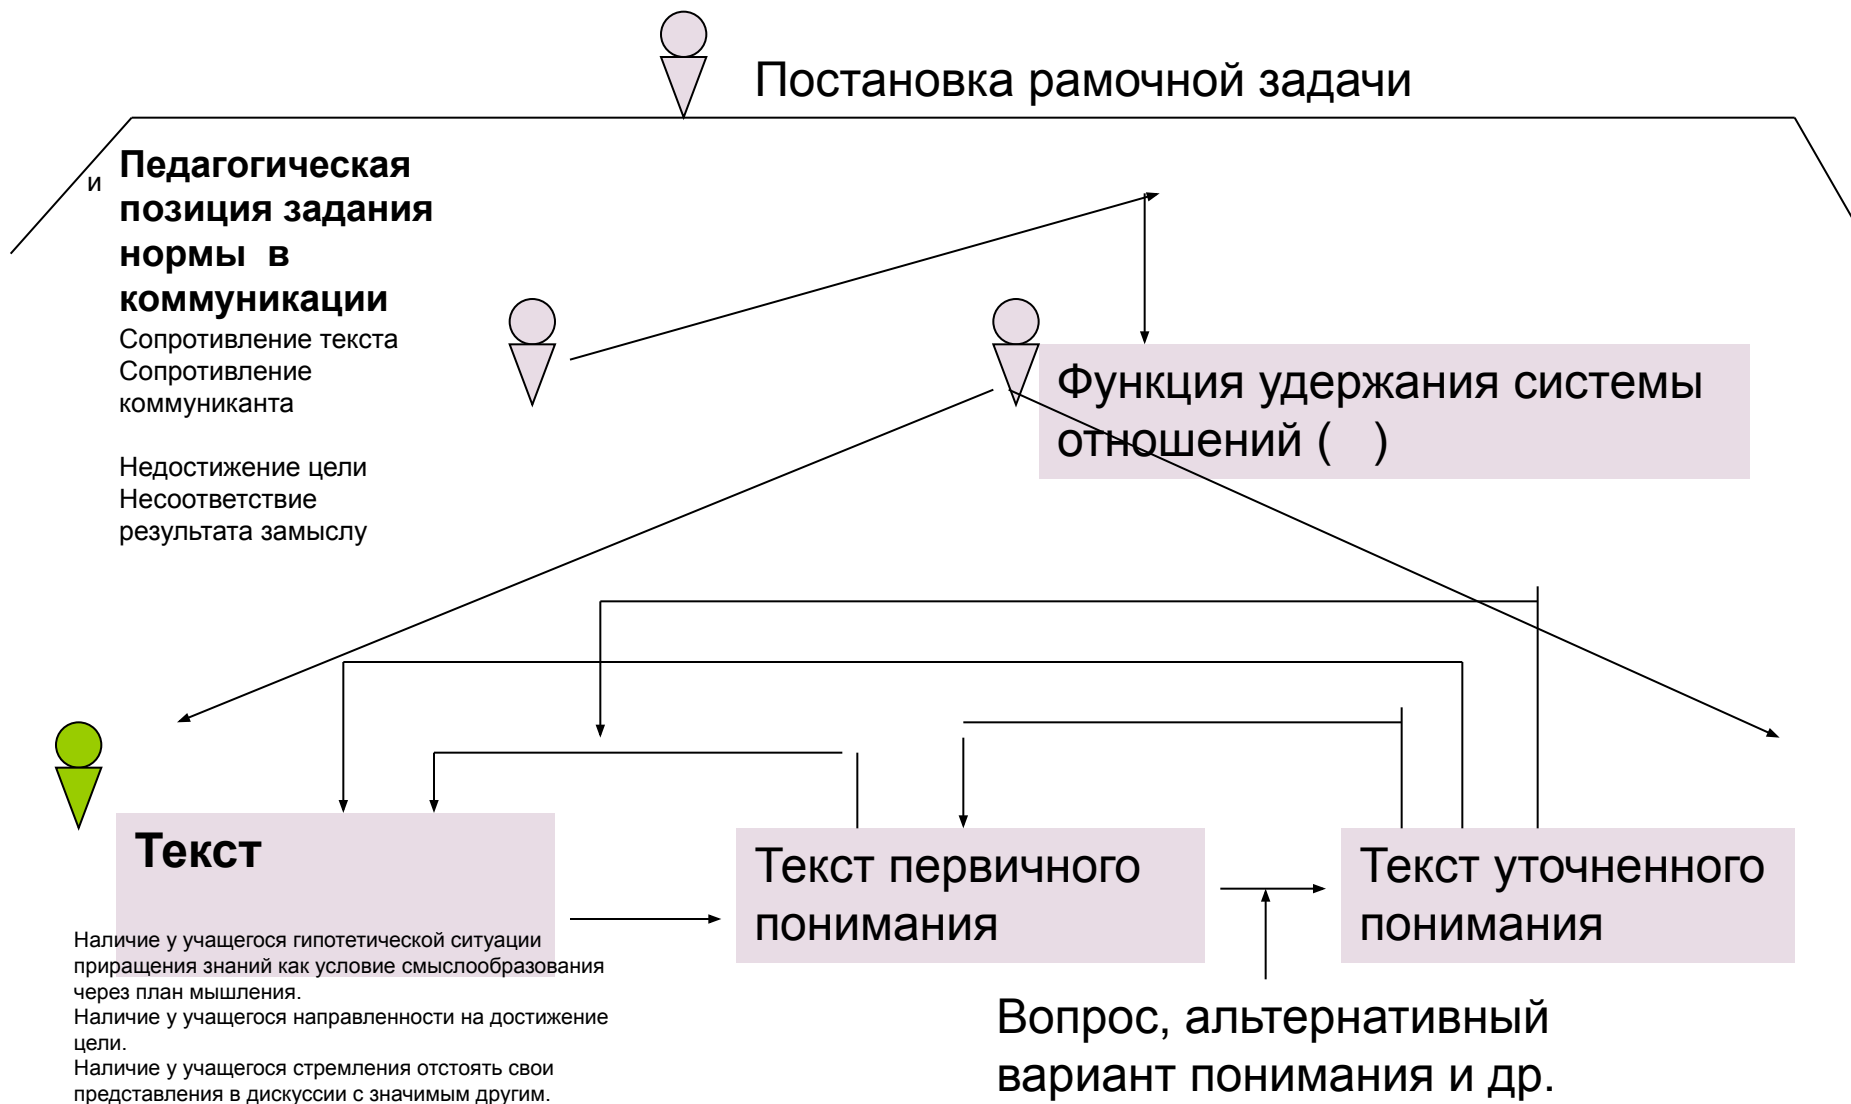 Постановка рамочной задачи
и
Педагогическая
позиция задания
нормы в
коммуникации
Сопротивление текста
Сопротивление
коммуниканта
Недостижение цели
Несоответствие
результата замыслу
Функция удержания системы
отношений ( )
Текст
Текст первичного
понимания
Текст уточненного
понимания
Наличие у учащегося гипотетической ситуации
приращения знаний как условие смыслообразования
через план мышления.
Наличие у учащегося направленности на достижение
цели.
Наличие у учащегося стремления отстоять свои
представления в дискуссии с значимым другим.
Вопрос, альтернативный
вариант понимания и др.